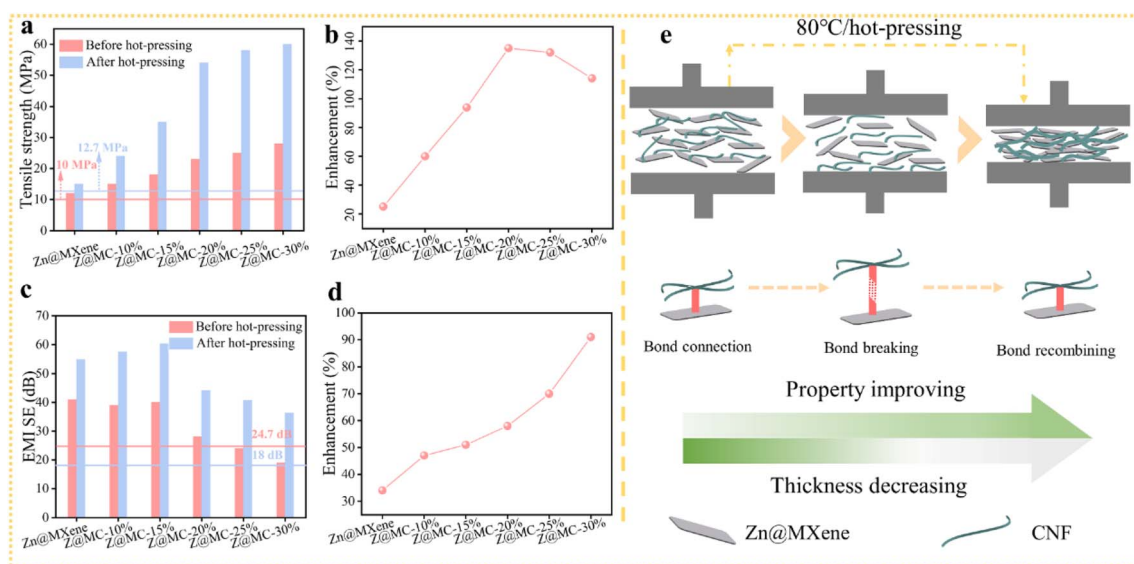 a
Tensile strength (MPa)
60
50
40
30
20
10
0
Before hot-pressing
After hot-pressing
12.7 MPa
10 MPa
Zn@MXene
Z@MC-10%
Z@MC-15%
Z@MC-20%
Z@MC-25%
Z@MC-30%
b
Enhancement (%)
140
120
100
80
60
40
20
Zn@MXene
Z@MC-10%
Z@MC-15%
Z@MC-20%
Z@MC-25%
Z@MC-30%
c
EMI SE (dB)
70
60
50
40
30
20
10
0
Before hot-pressing
After hot-pressing
24.7 dB
18 dB
Zn@MXene
Z@MC-10%
Z@MC-15%
Z@MC-20%
Z@MC-25%
Z@MC-30%
d
Enhancement (%)
100
90
80
70
60
50
40
30
Zn@MXene
Z@MC-10%
Z@MC-15%
Z@MC-20%
Z@MC-25%
Z@MC-30%
e
80°C/hot-pressing
Bond connection
Bond breaking
Bond recombining
Property improving
Thickness decreasing
Zn@MXene
CNF